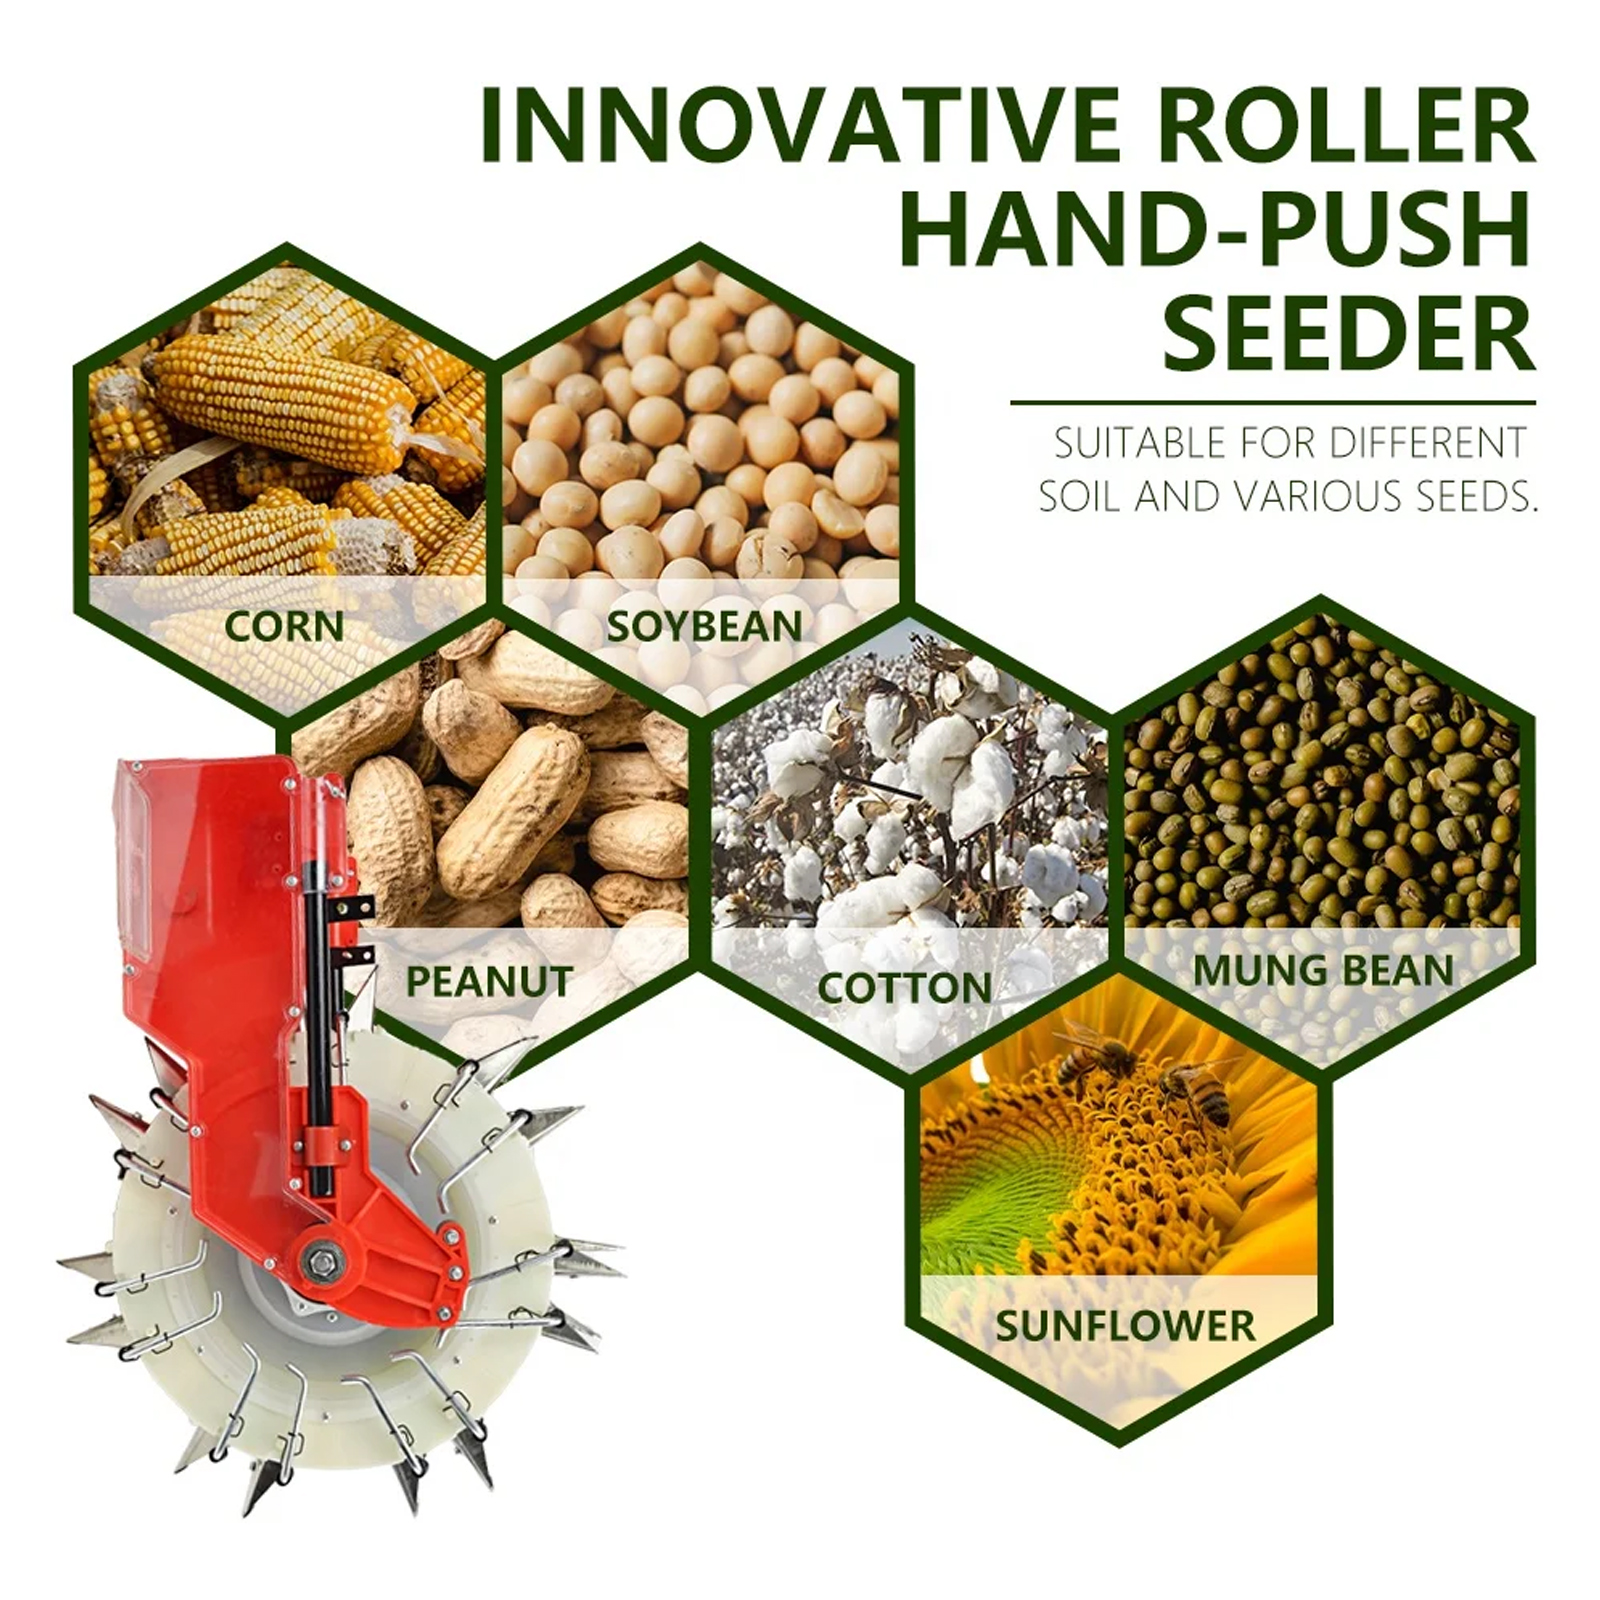 INNOVATIVE ROLLER
HAND-PUSH
SEEDER
SUITABLE FOR DIFFERENT
SOIL AND VARIOUS SEEDS.
CORN
SOYBEAN
PEANUT
COTTON
MUNG BEAN
SUNFLOWER